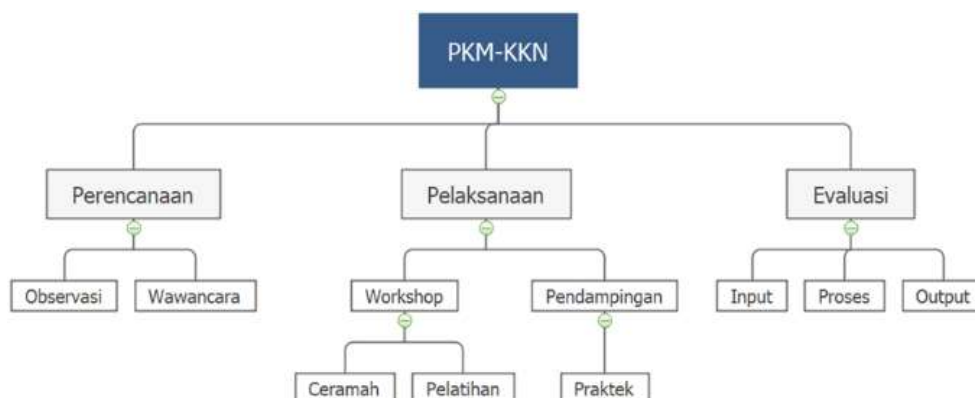 PKM-KKN
Perencanaan
Pelaksanaan
Evaluasi
Observasi
Wawancara
Workshop
Pendampingan
Input
Proses
Output
Ceramah
Pelatihan
Praktek